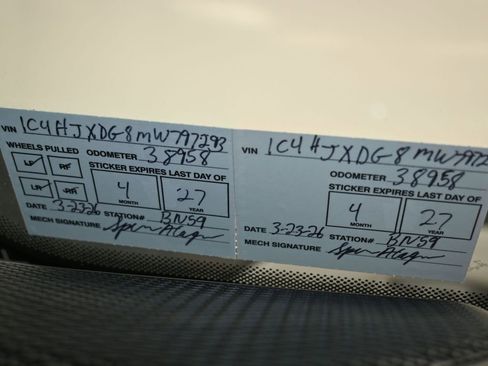 VIN 1C4HJXDG8MW797293
WHEELS PULLED ODOMETER 38958
LF RF STICKER EXPIRES LAST DAY OF
LR RR 4 27
MONTH YEAR
DATE 3-23-26 STATION# BN59
MECH SIGNATURE
VIN 1C4HJXDG8MW7972
ODOMETER 38958
STICKER EXPIRES LAST DAY OF
4 27
MONTH YEAR
DATE 3-23-26 STATION# BN59
MECH SIGNATURE